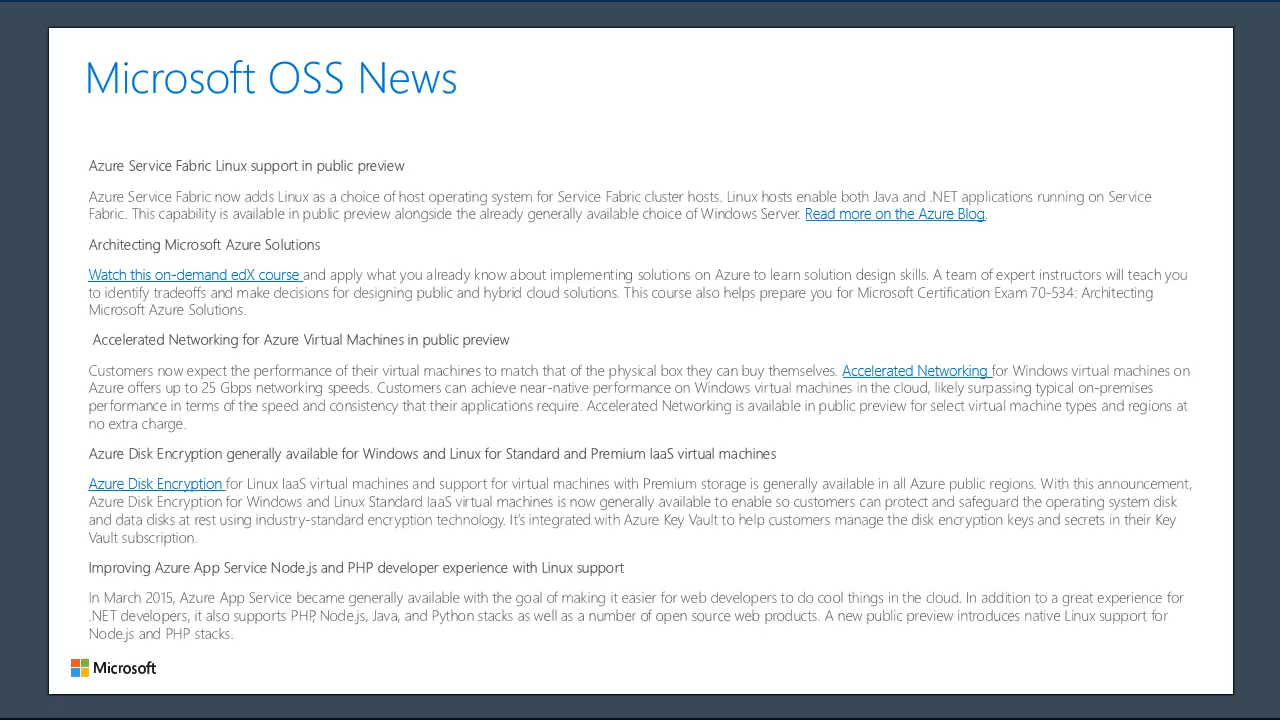 Microsoft OSS News
Azure Service Fabric Linux support in public preview
Azure Service Fabric now adds Linux as a choice of host operating system for Service Fabric cluster hosts. Linux hosts enable both Java and .NET applications running on Service
Fabric. This capability is available in public preview alongside the already generally available choice of Windows Server. Read more on the Azure Blog.
Architecting Microsoft Azure Solutions
Watch this on-demand edX course and apply what you already know about implementing solutions on Azure to learn solution design skills. A team of expert instructors will teach you
to identify tradeoffs and make decisions for designing public and hybrid cloud solutions. This course also helps prepare you for Microsoft Certification Exam 70-534: Architecting
Microsoft Azure Solutions.
Accelerated Networking for Azure Virtual Machines in public preview
Customers now expect the performance of their virtual machines to match that of the physical box they can buy themselves. Accelerated Networking for Windows virtual machines on
Azure offers up to 25 Gbps networking speeds. Customers can achieve near-native performance on Windows virtual machines in the cloud, likely surpassing typical on-premises
performance in terms of the speed and consistency that their applications require. Accelerated Networking is available in public preview for select virtual machine types and regions at
no extra charge.
Azure Disk Encryption generally available for Windows and Linux for Standard and Premium IaaS virtual machines
Azure Disk Encryption for Linux IaaS virtual machines and support for virtual machines with Premium storage is generally available in all Azure public regions. With this announcement,
Azure Disk Encryption for Windows and Linux Standard IaaS virtual machines is now generally available to enable so customers can protect and safeguard the operating system disk
and data disks at rest using industry-standard encryption technology. It's integrated with Azure Key Vault to help customers manage the disk encryption keys and secrets in their Key
Vault subscription.
Improving Azure App Service Node.js and PHP developer experience with Linux support
In March 2015, Azure App Service became generally available with the goal of making it easier for web developers to do cool things in the cloud. In addition to a great experience for
.NET developers, it also supports PHP, Node.js, Java, and Python stacks as well as a number of open source web products. A new public preview introduces native Linux support for
Node.js and PHP stacks.
Microsoft